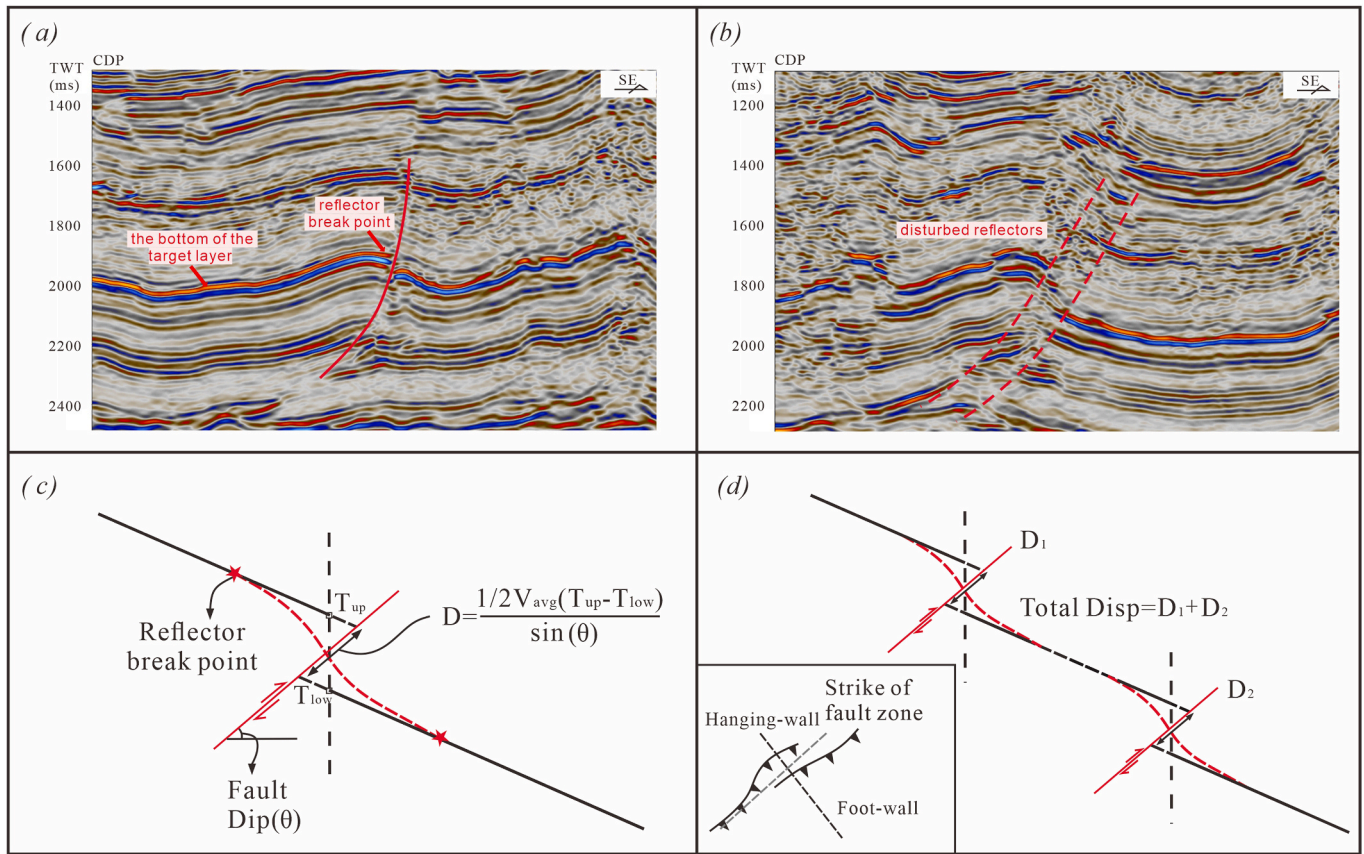 (a)
TWT
(ms)
CDP
SE
1400
1600
1800
2000
2200
2400
reflector
break point
the bottom of the
target layer
(b)
TWT
(ms)
CDP
SE
1200
1400
1600
1800
2000
2200
disturbed reflectors
(c)
Reflector
break point
Tup
Tlow
D=1/2Vavg(Tup-Tlow)
sin(θ)
Fault
Dip(θ)
(d)
D1
Total Disp=D1+D2
D2
Strike of
fault zone
Hanging-wall
Foot-wall